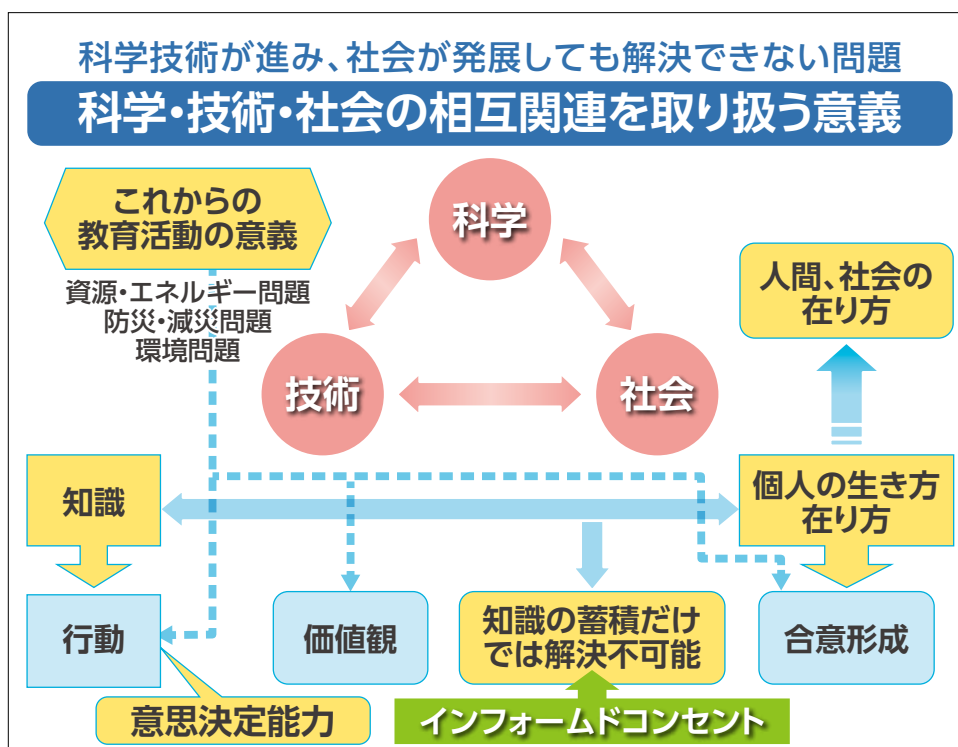 科学技術が進み、社会が発展しても解決できない問題
科学・技術・社会の相互関連を取り扱う意義
これからの
教育活動の意義
資源・エネルギー問題
防災・減災問題
環境問題
科学
技術
社会
人間、社会の
在り方
知識
個人の生き方
在り方
行動
価値観
知識の蓄積だけ
では解決不可能
合意形成
意思決定能力
インフォームドコンセント